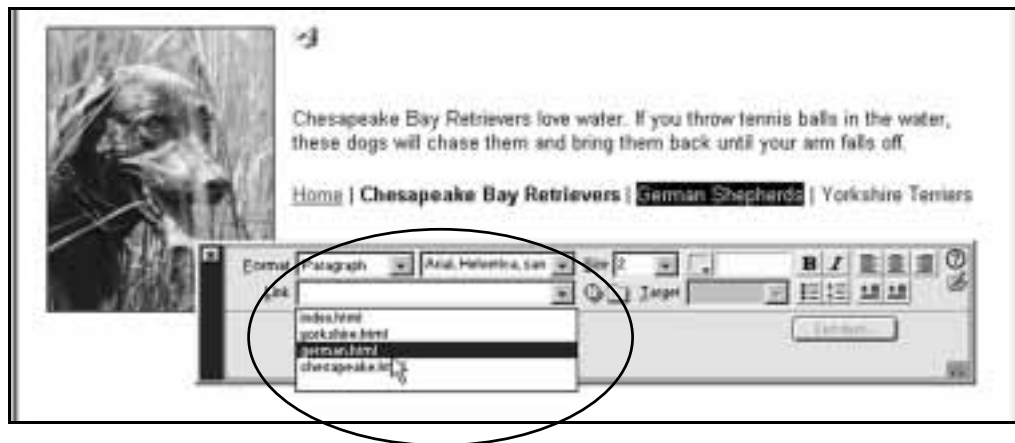 Chesapeake Bay Retrievers love water. If you throw tennis balls in the water,
these dogs will chase them and bring them back until your arm falls off.
Home | Chesapeake Bay Retrievers | German Shepherds | Yorkshire Terriers
Format Paragraph Arial, Helvetica, san Size 2 B I
Link Target
index.html
yorkshire.html
german.html